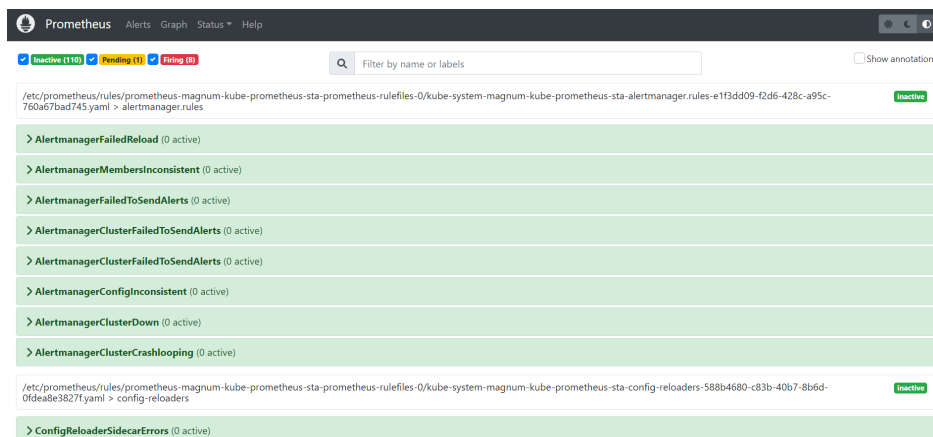 Prometheus Alerts Graph Status Help
Inactive (110) Pending (1) Firing (8) Filter by name or labels Show annotation
/etc/prometheus/rules/prometheus-magnum-kube-prometheus-sta-prometheus-rulefiles-0/kube-system-magnum-kube-prometheus-sta-alertmanager.rules-e1f3dd09-f2d6-428c-a95c- inactive
760a67bad745.yaml > alertmanager.rules
AlertmanagerFailedReload (0 active)
AlertmanagerMembersInconsistent (0 active)
AlertmanagerFailedToSendAlerts (0 active)
AlertmanagerClusterFailedToSendAlerts (0 active)
AlertmanagerClusterFailedToSendAlerts (0 active)
AlertmanagerConfigInconsistent (0 active)
AlertmanagerClusterDown (0 active)
AlertmanagerClusterCrashlooping (0 active)
/etc/prometheus/rules/prometheus-magnum-kube-prometheus-sta-prometheus-rulefiles-0/kube-system-magnum-kube-prometheus-sta-config-reloaders-588b4680-c83b-40b7-8b6d- inactive
0fdea8e3827f.yaml > config-reloaders
ConfigReloaderSidecarErrors (0 active)